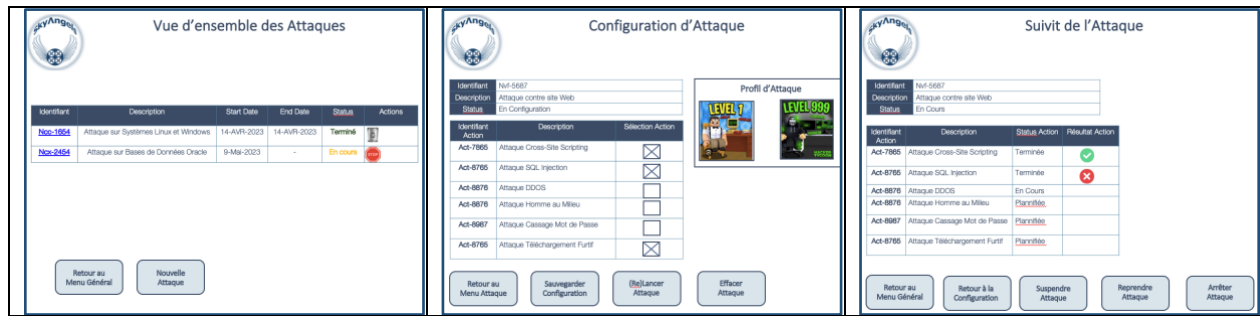 skyAngels
Vue d'ensemble des Attaques
Identifiant Description Start Date End Date Status Actions
Ncc-1654 Attaque sur Systèmes Linux et Windows 14-AVR-2023 14-AVR-2023 Terminé
Ncx-2454 Attaque sur Bases de Données Oracle 9-Mai-2023 - En cours STOP
Retour au
Menu Général
Nouvelle
Attaque
skyAngels
Configuration d'Attaque
Identifiant Nvf-5687
Description Attaque contre site Web
Status En Configuration
Identifiant
Action
Description Sélection Action
Act-7865 Attaque Cross-Site Scripting
Act-8765 Attaque SQL Injection
Act-8876 Attaque DDOS
Act-8876 Attaque Homme au Milieu
Act-8987 Attaque Cassage Mot de Passe
Act-8765 Attaque Téléchargement Furtif
Profil d'Attaque
LEVEL 1
LEVEL 999
Retour au
Menu Attaque
Sauvegarder
Configuration
(Re)Lancer
Attaque
Effacer
Attaque
skyAngels
Suivit de l'Attaque
Identifiant Nvf-5687
Description Attaque contre site Web
Status En Cours
Identifiant
Action
Description Status Action Résultat Action
Act-7865 Attaque Cross-Site Scripting Terminée
Act-8765 Attaque SQL Injection Terminée
Act-8876 Attaque DDOS En Cours
Act-8876 Attaque Homme au Milieu Plannifiée
Act-8987 Attaque Cassage Mot de Passe Plannifiée
Act-8765 Attaque Téléchargement Furtif Plannifiée
Retour au
Menu Général
Retour à la
Configuration
Suspendre
Attaque
Reprendre
Attaque
Arrêter
Attaque